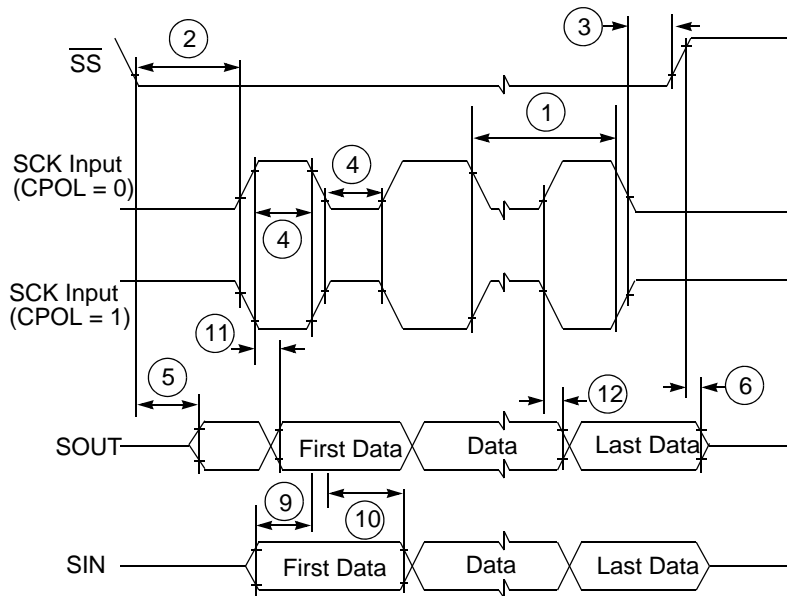 3
2
SS
1
SCK Input
(CPOL = 0)
4
4
SCK Input
(CPOL = 1)
11
5
12
6
SOUT
First Data
Data
Last Data
9
10
SIN
First Data
Data
Last Data